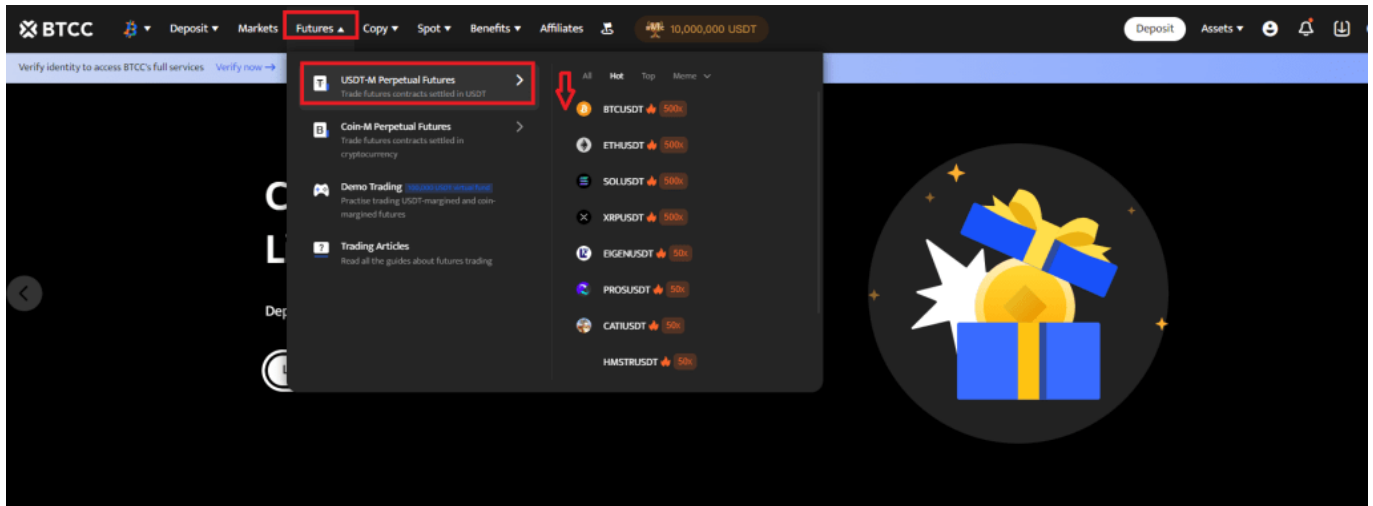 BTCC Deposit Markets Futures Copy Spot Benefits Affiliates 10,000,000 USDT Deposit Assets
Verify identity to access BTCC's full services Verify now →
USDT-M Perpetual Futures
Trade futures contracts settled in USDT
Coin-M Perpetual Futures
Trade futures contracts settled in
cryptocurrency
Demo Trading
Practise trading USDT-margined and coin-
margined futures
Trading Articles
Read all the guides about futures trading
All Hot Top Meme
BTCUSDT 500x
ETHUSDT 500x
SOLUSDT 500x
XRPUSDT 500x
EIGENUSDT 50x
PROSUSDT 50x
CATIUSDT 50x
HMSTRUSDT 50x
C
L
Dep